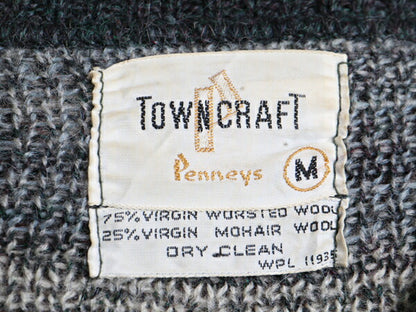 TOWNCRAFT
Penneys M
75% VIRGIN WORSTED WOOL
25% VIRGIN MOHAIR WOOL
DRY CLEAN
WPL 11935